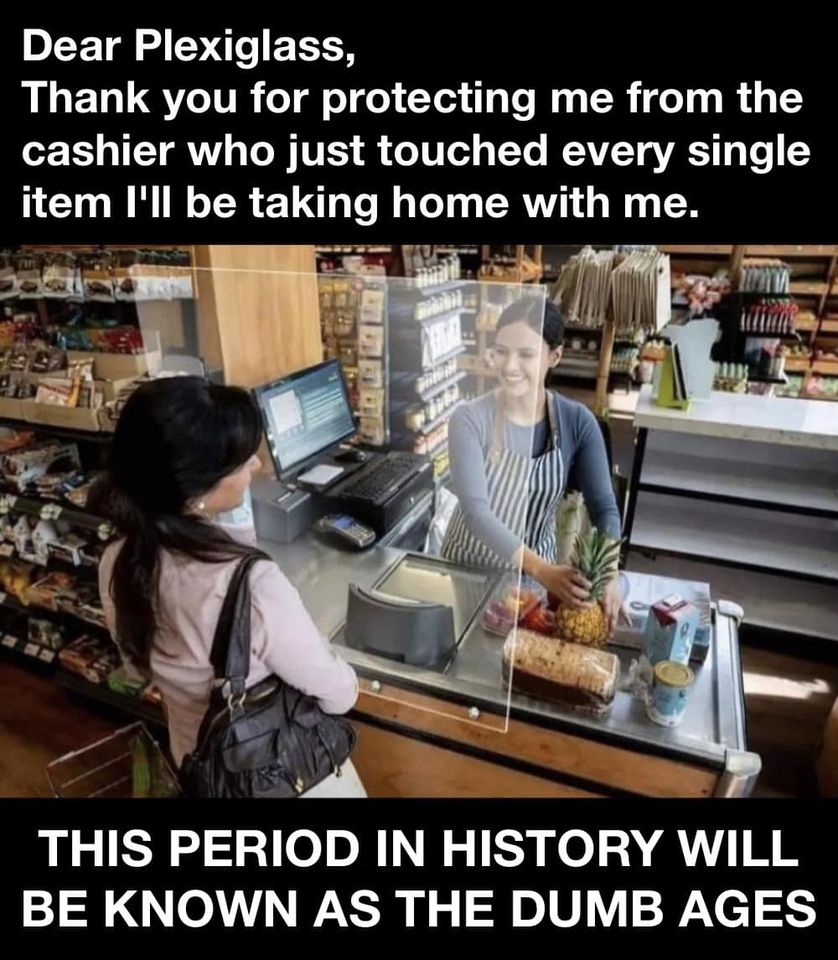 Dear Plexiglass,
Thank you for protecting me from the
cashier who just touched every single
item I'll be taking home with me.
THIS PERIOD IN HISTORY WILL
BE KNOWN AS THE DUMB AGES